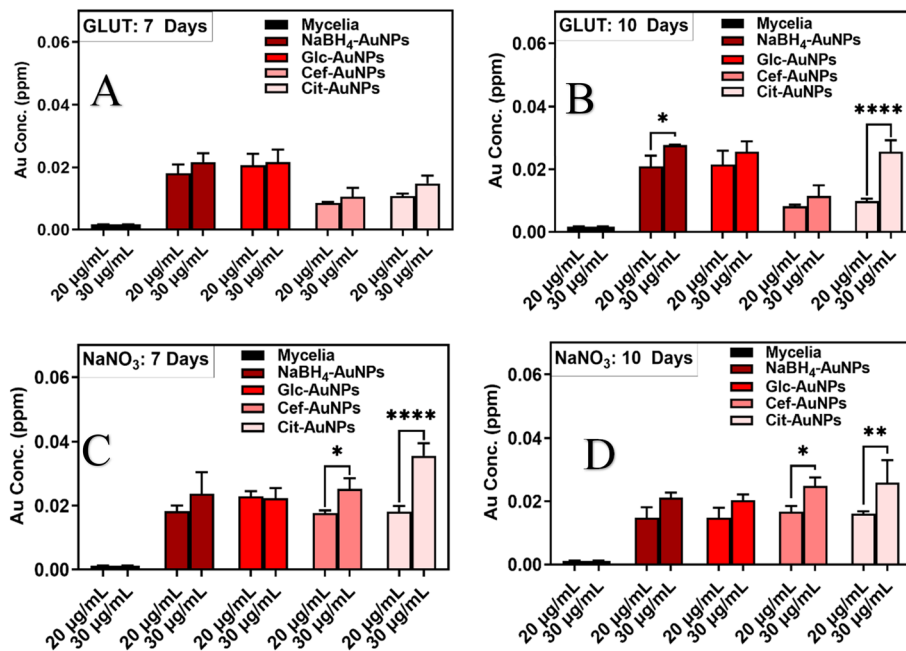 GLUT: 7 Days
Mycelia
NaBH4-AuNPs
Glc-AuNPs
Cef-AuNPs
Cit-AuNPs
A
Au Conc. (ppm)
0.06
0.04
0.02
0.00
20 µg/mL
30 µg/mL
20 µg/mL
30 µg/mL
20 µg/mL
30 µg/mL
20 µg/mL
30 µg/mL
20 µg/mL
30 µg/mL
GLUT: 10 Days
Mycelia
NaBH4-AuNPs
Glc-AuNPs
Cef-AuNPs
Cit-AuNPs
B
*
****
Au Conc. (ppm)
0.06
0.04
0.02
0.00
20 µg/mL
30 µg/mL
20 µg/mL
30 µg/mL
20 µg/mL
30 µg/mL
20 µg/mL
30 µg/mL
20 µg/mL
30 µg/mL
NaNO3: 7 Days
Mycelia
NaBH4-AuNPs
Glc-AuNPs
Cef-AuNPs
Cit-AuNPs
C
*
****
Au Conc. (ppm)
0.06
0.04
0.02
0.00
20 µg/mL
30 µg/mL
20 µg/mL
30 µg/mL
20 µg/mL
30 µg/mL
20 µg/mL
30 µg/mL
20 µg/mL
30 µg/mL
NaNO3: 10 Days
Mycelia
NaBH4-AuNPs
Glc-AuNPs
Cef-AuNPs
Cit-AuNPs
D
*
**
Au Conc. (ppm)
0.06
0.04
0.02
0.00
20 µg/mL
30 µg/mL
20 µg/mL
30 µg/mL
20 µg/mL
30 µg/mL
20 µg/mL
30 µg/mL
20 µg/mL
30 µg/mL